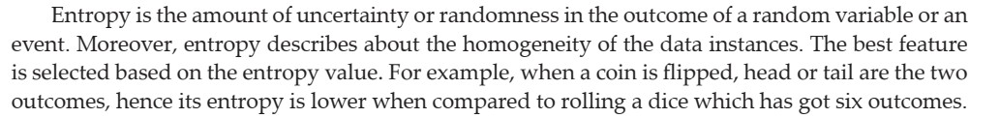 Entropy is the amount of uncertainty or randomness in the outcome of a random variable or an
event. Moreover, entropy describes about the homogeneity of the data instances. The best feature
is selected based on the entropy value. For example, when a coin is flipped, head or tail are the two
outcomes, hence its entropy is lower when compared to rolling a dice which has got six outcomes.